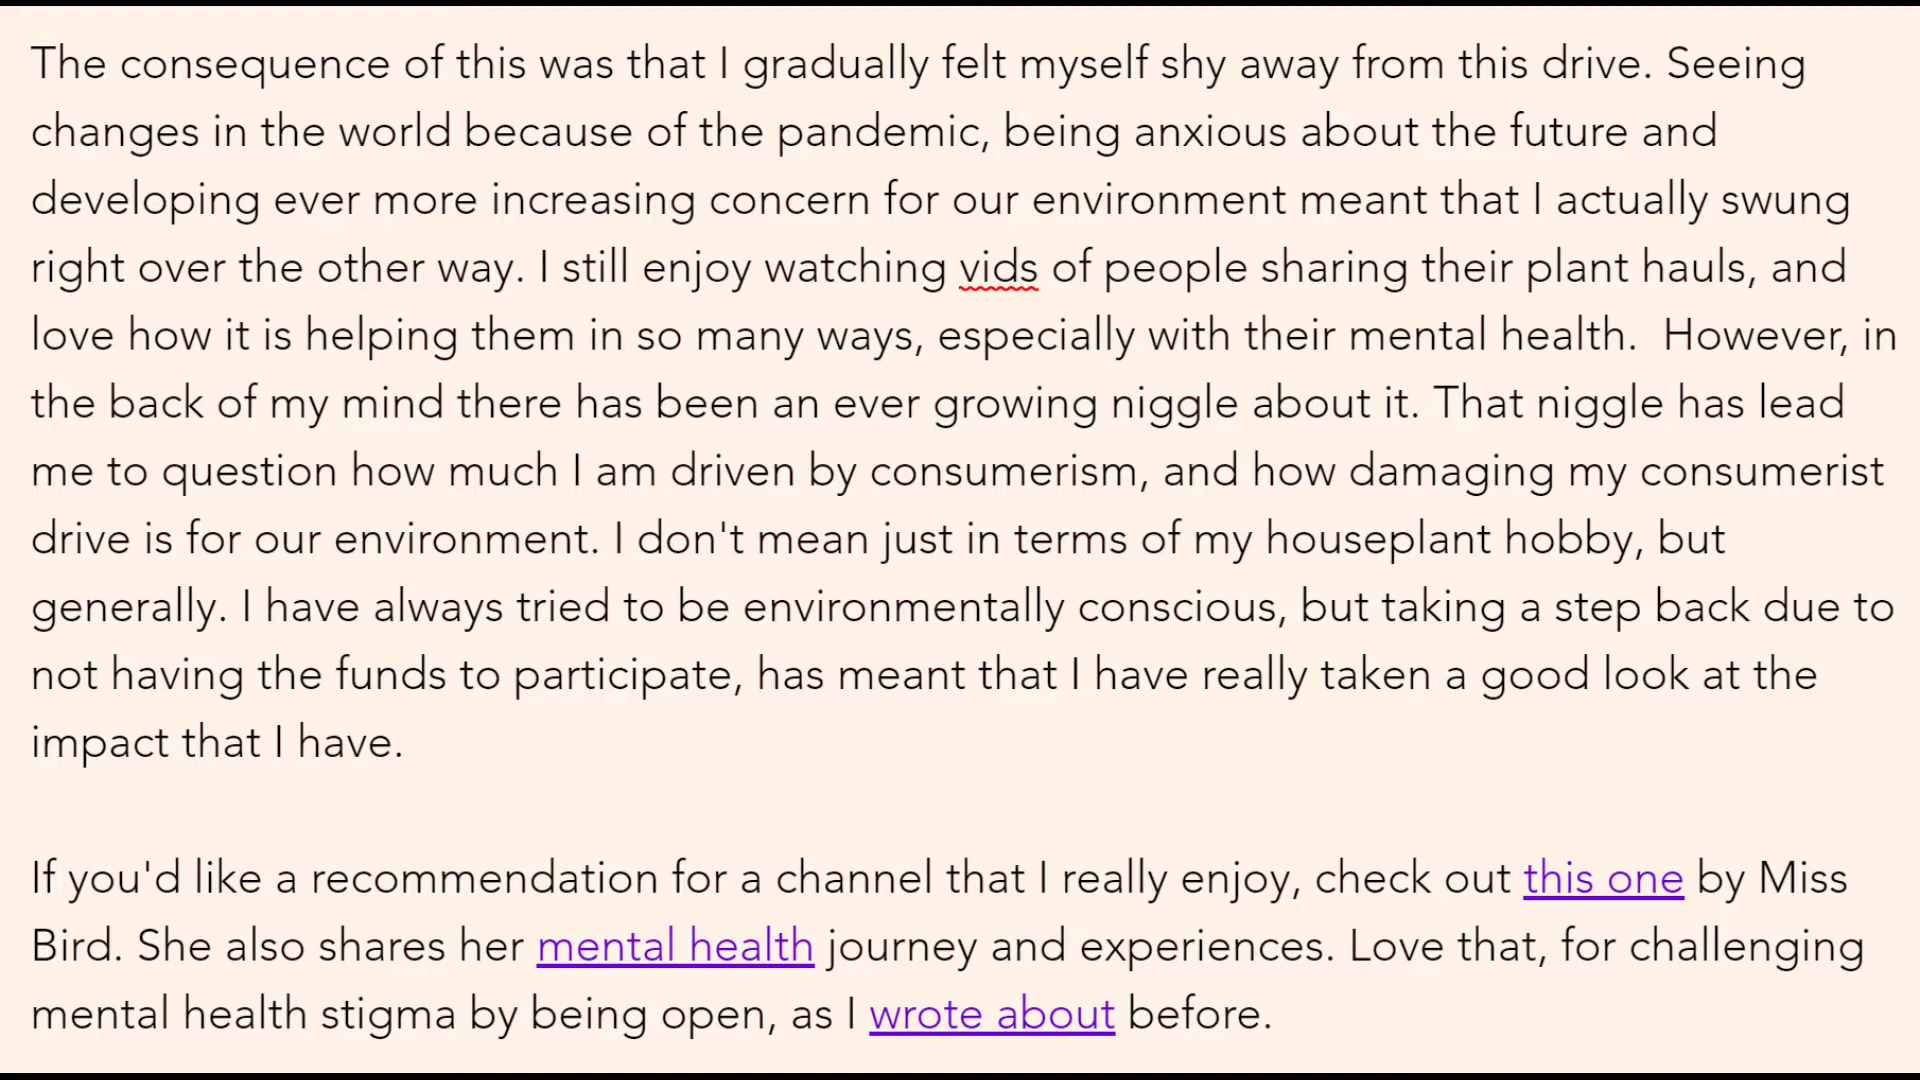 The consequence of this was that I gradually felt myself shy away from this drive. Seeing
changes in the world because of the pandemic, being anxious about the future and
developing ever more increasing concern for our environment meant that I actually swung
right over the other way. I still enjoy watching vids of people sharing their plant hauls, and
love how it is helping them in so many ways, especially with their mental health.  However, in
the back of my mind there has been an ever growing niggle about it. That niggle has lead
me to question how much I am driven by consumerism, and how damaging my consumerist
drive is for our environment. I don't mean just in terms of my houseplant hobby, but
generally. I have always tried to be environmentally conscious, but taking a step back due to
not having the funds to participate, has meant that I have really taken a good look at the
impact that I have.
If you'd like a recommendation for a channel that I really enjoy, check out this one by Miss
Bird. She also shares her mental health journey and experiences. Love that, for challenging
mental health stigma by being open, as I wrote about before.